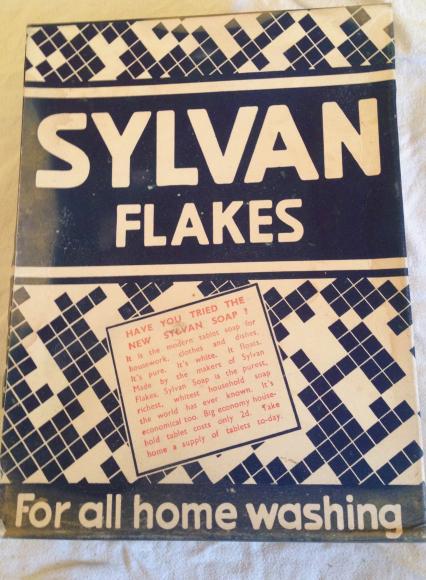 SYLVAN
FLAKES
HAVE YOU TRIED THE
NEW SYLVAN SOAP ?
It is the modern tablet soap for
housework, clothes and dishes.
It's pure. It's white. It floats.
Made by the makers of Sylvan
Flakes, Sylvan Soap is the purest,
richest, whitest household soap
the world has ever known. It's
economical too. Big economy house-
hold tablets costs only 2d. Take
home a supply of tablets to-day.
For all home washing